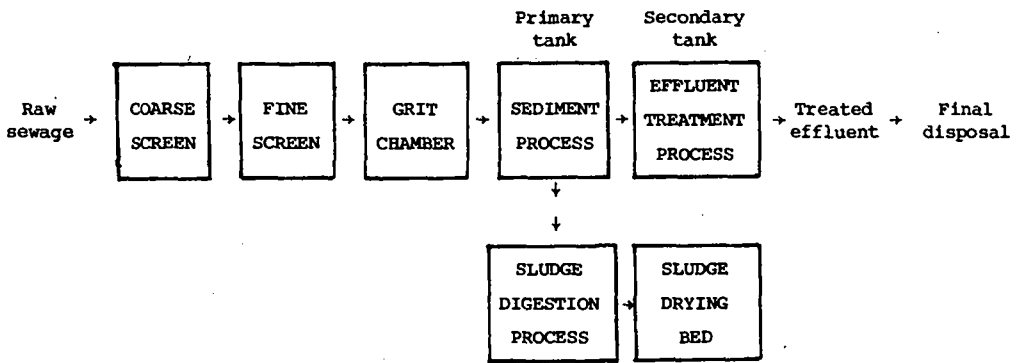 Primary
tank
Secondary
tank
Raw
sewage
COARSE
SCREEN
FINE
SCREEN
GRIT
CHAMBER
SEDIMENT
PROCESS
EFFLUENT
TREATMENT
PROCESS
Treated
effluent
Final
disposal
SLUDGE
DIGESTION
PROCESS
SLUDGE
DRYING
BED